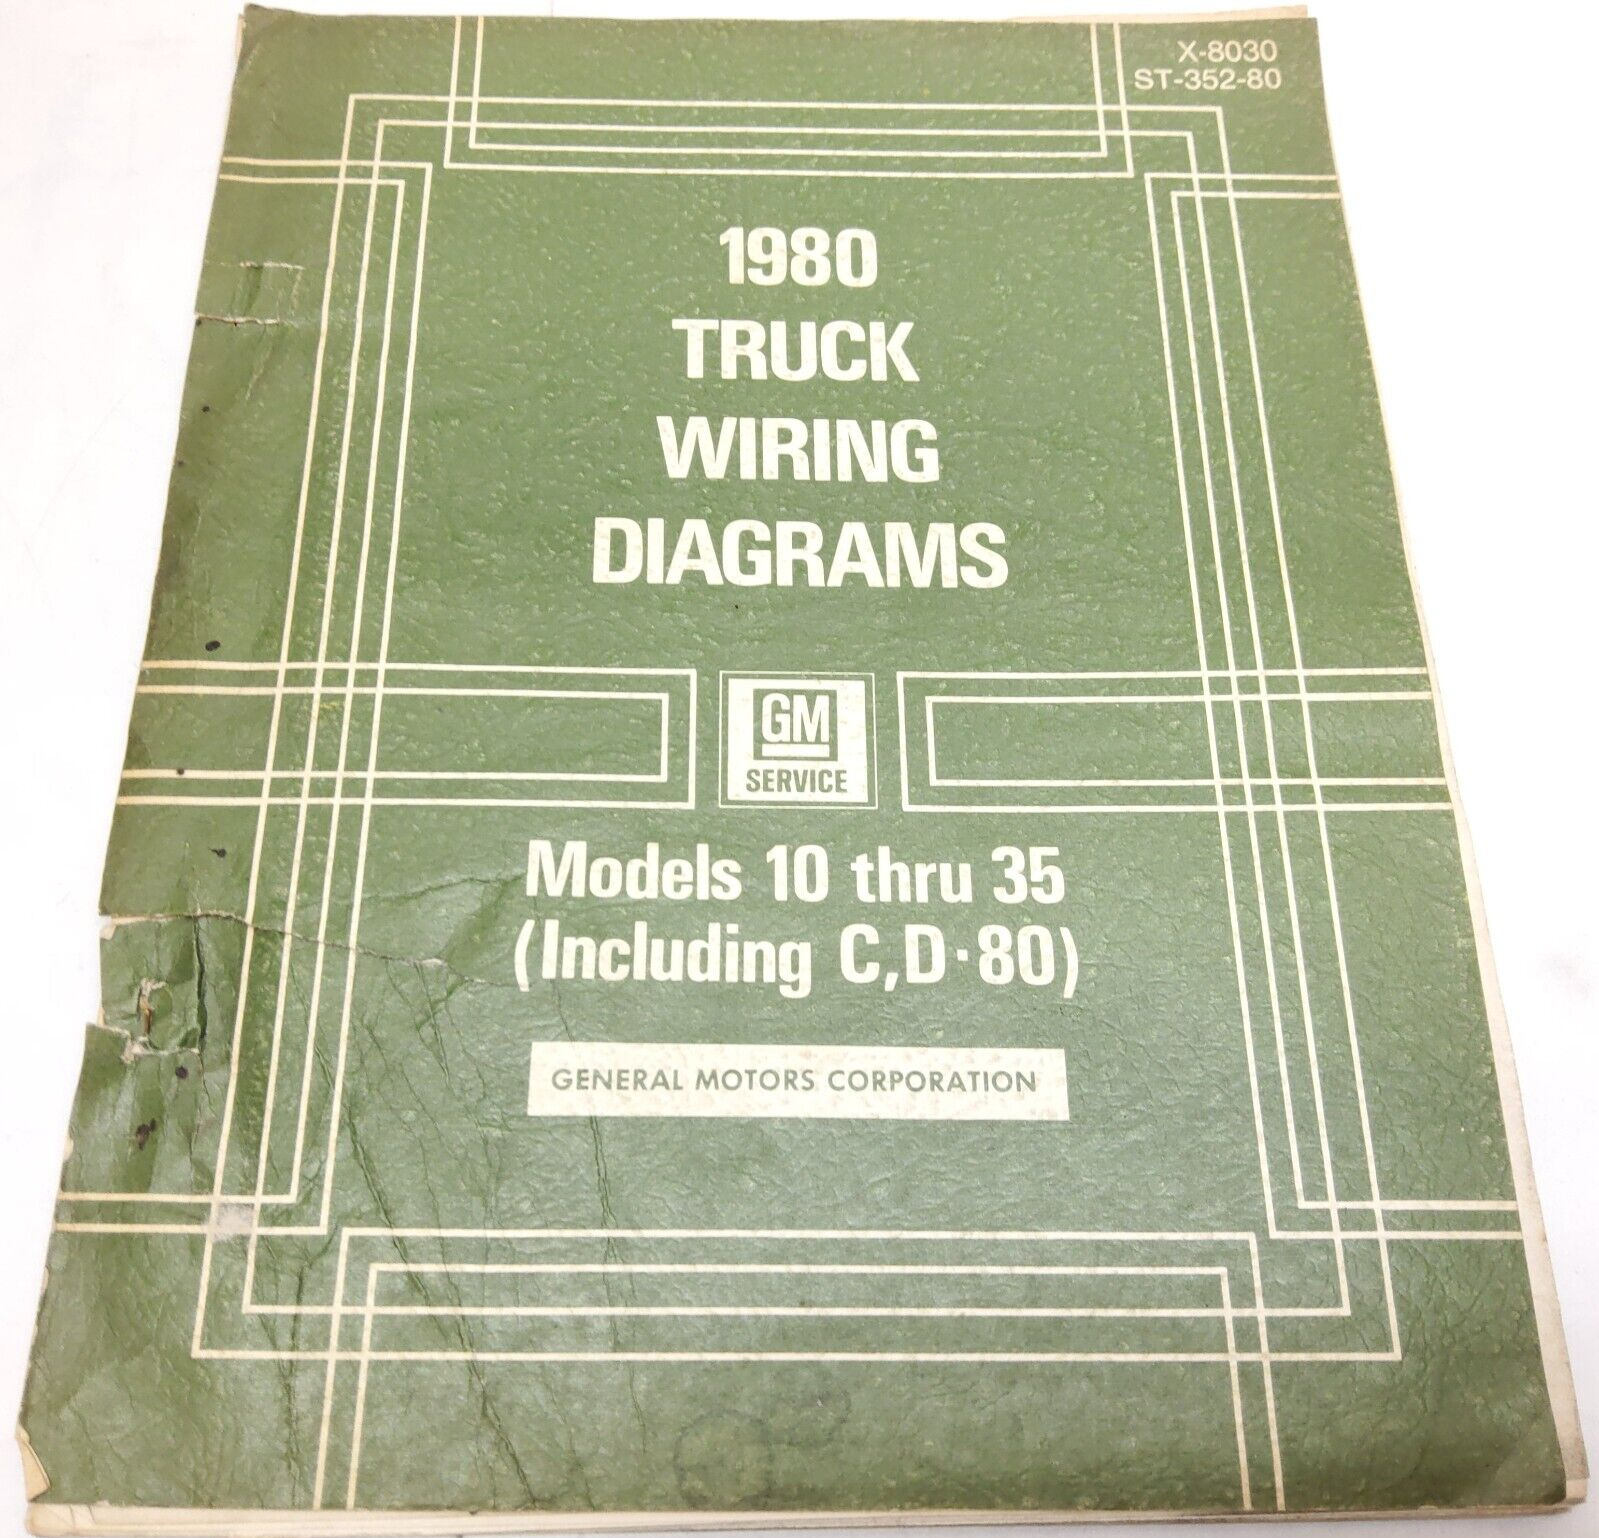 X-8030
ST-352-80
1980
TRUCK
WIRING
DIAGRAMS
GM
SERVICE
Models 10 thru 35
(Including C,D·80)
GENERAL MOTORS CORPORATION